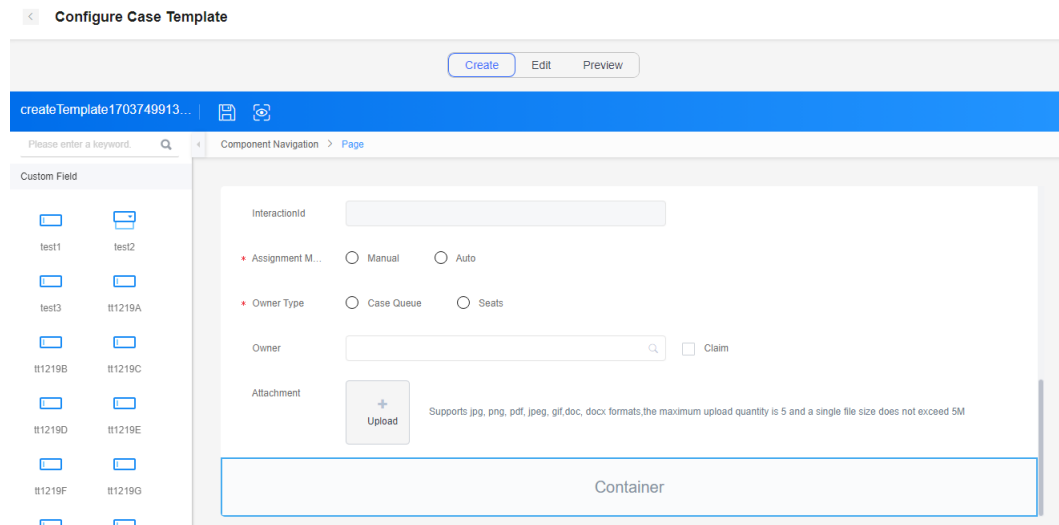 Configure Case Template
Create Edit Preview
createTemplate1703749913...
Please enter a keyword.
Component Navigation > Page
Custom Field
test1 test2
test3 tt1219A
tt1219B tt1219C
tt1219D tt1219E
tt1219F tt1219G
InteractionId
* Assignment M... Manual Auto
* Owner Type Case Queue Seats
Owner Claim
Attachment
+
Upload
Supports jpg, png, pdf, jpeg, gif,doc, docx formats,the maximum upload quantity is 5 and a single file size does not exceed 5M
Container